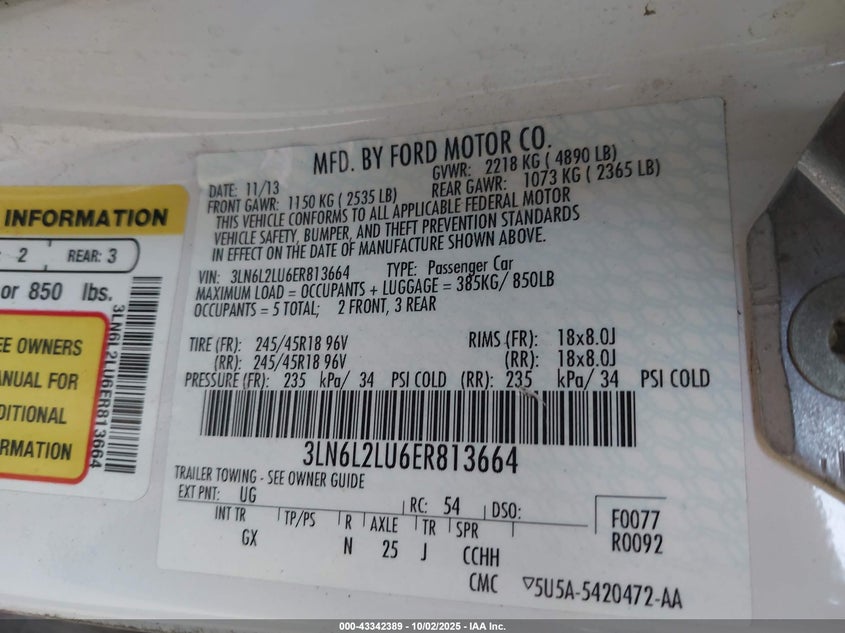 MFD. BY FORD MOTOR CO.
DATE: 11/13 GVWR: 2218 KG ( 4890 LB)
FRONT GAWR: 1150 KG ( 2535 LB) REAR GAWR: 1073 KG ( 2365 LB)
THIS VEHICLE CONFORMS TO ALL APPLICABLE FEDERAL MOTOR
VEHICLE SAFETY, BUMPER, AND THEFT PREVENTION STANDARDS
IN EFFECT ON THE DATE OF MANUFACTURE SHOWN ABOVE.
VIN: 3LN6L2LU6ER813664 TYPE: Passenger Car
MAXIMUM LOAD = OCCUPANTS + LUGGAGE = 385KG/ 850LB
OCCUPANTS = 5 TOTAL; 2 FRONT, 3 REAR
TIRE (FR): 245/45R18 96V RIMS (FR): 18x8.0J
(RR): 245/45R18 96V (RR): 18x8.0J
PRESSURE (FR): 235 kPa/ 34 PSI COLD (RR): 235 kPa/ 34 PSI COLD
3LN6L2LU6ER813664
TRAILER TOWING - SEE OWNER GUIDE
EXT PNT: UG RC: 54 DSO:
INT TR TP/PS R AXLE TR SPR
GX N 25 J CCHH
CMC
F0077
R0092
▽5U5A-5420472-AA
INFORMATION
2 REAR: 3
or 850 lbs.
EE OWNERS
ANUAL FOR
DITIONAL
RMATION
3LN6L2LU6ER813664
000-43342389 - 10/02/2025 - IAA Inc.